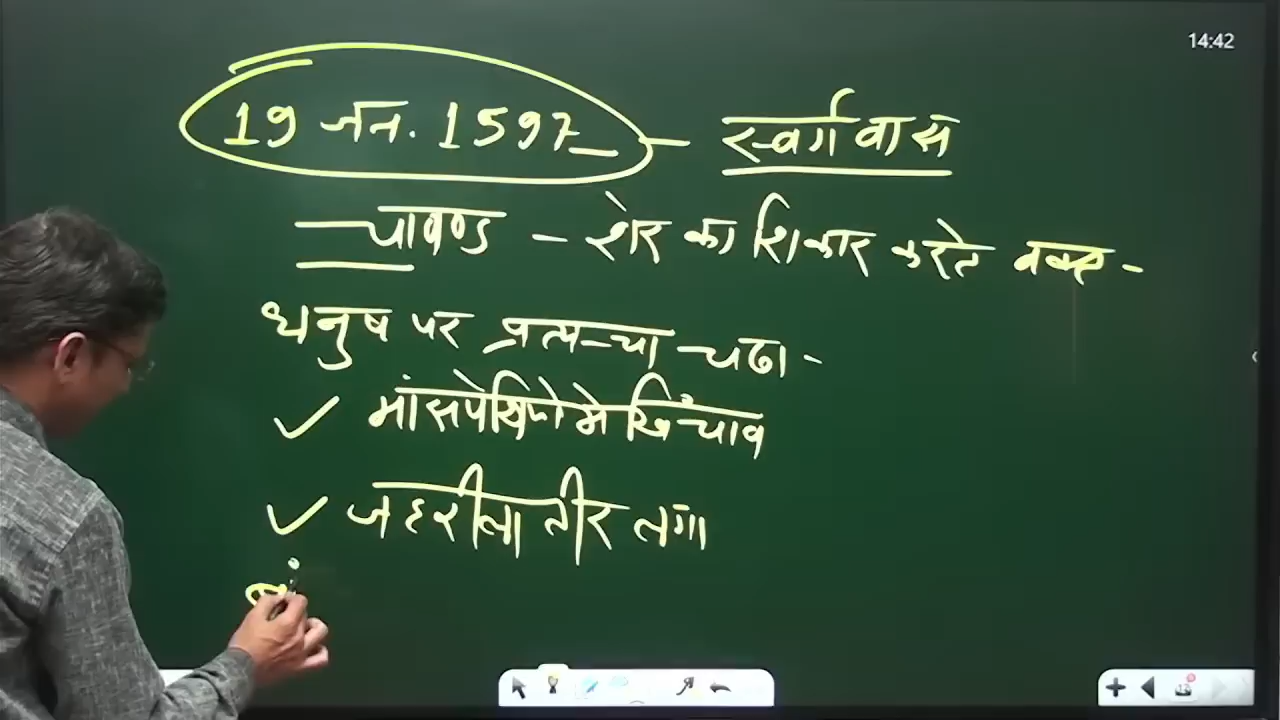 14:42
19 जन. 1597 - स्वर्गवास
चावण्ड - शेर का शिकार करते वक्त -
धनुष पर प्रत्यन्चा चढा -
✓ मांसपेशियो मे खिँचाव
✓ जहरीला तीर लगा